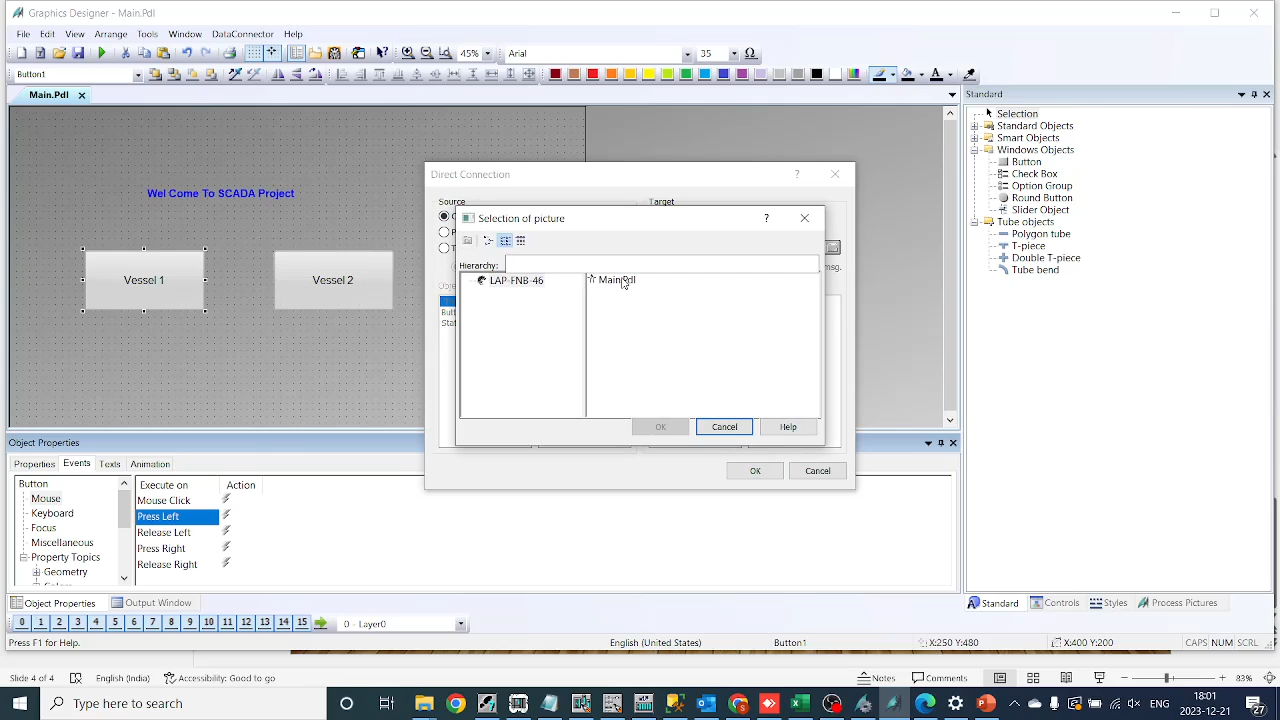 Graphics Designer - Main.Pdl
File Edit View Arrange Tools Window DataConnector Help
45% Arial 35
Button1
Main.Pdl
Wel Come To SCADA Project
Vessel 1 Vessel 2
Direct Connection
Source Target
Selection of picture
Hierarchy:
LAP-FNB-46
Main.Pdl
msg.
OK Cancel Help
OK Cancel
Standard
Selection
Standard Objects
Smart Objects
Windows Objects
Button
Check Box
Option Group
Round Button
Slider Object
Tube objects
Polygon tube
T-piece
Double T-piece
Tube bend
Object Properties
Properties Events Texts Animation
Button
Mouse
Keyboard
Focus
Miscellaneous
Property Topics
Geometry
Execute on Action
Mouse Click
Press Left
Release Left
Press Right
Release Right
Object Properties Output Window
Standard Controls Styles Process Pictures
0 1 2 3 4 5 6 7 8 9 10 11 12 13 14 15 0 - Layer0
Press F1 for Help. English (United States) Button1 X:250 Y:480 X:400 Y:200 CAPS NUM SCRL
Slide 4 of 4 English (India) Accessibility: Good to go Notes Comments 83%
Type here to search ENG 18:01
2023-12-21